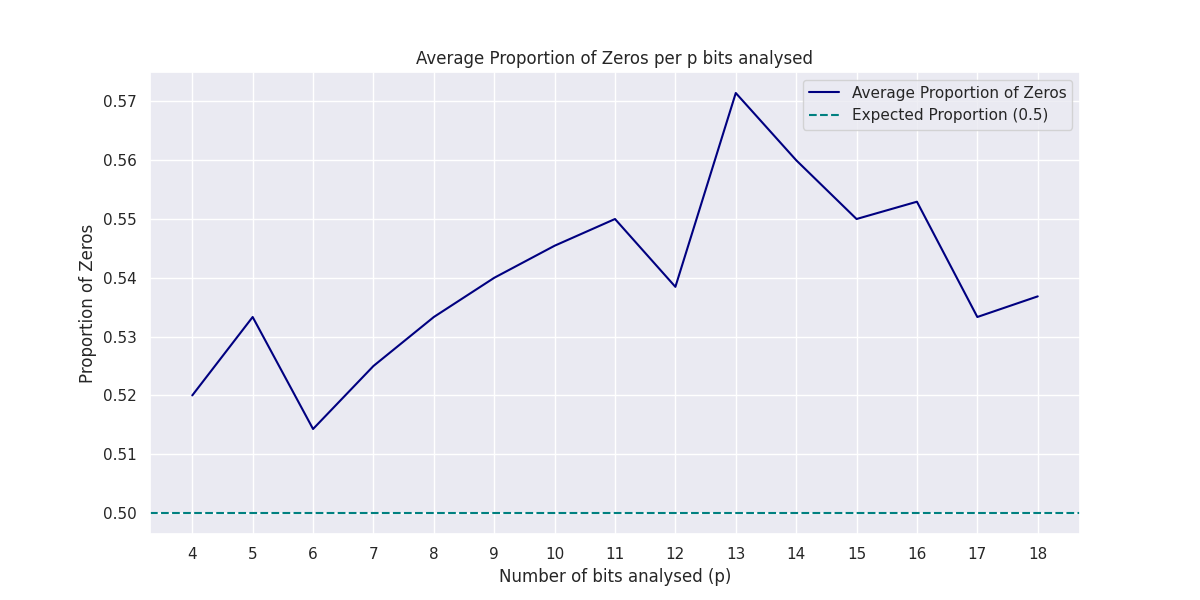 Average Proportion of Zeros per p bits analysed
Average Proportion of Zeros
Expected Proportion (0.5)
Proportion of Zeros
0.57
0.56
0.55
0.54
0.53
0.52
0.51
0.50
4 5 6 7 8 9 10 11 12 13 14 15 16 17 18
Number of bits analysed (p)